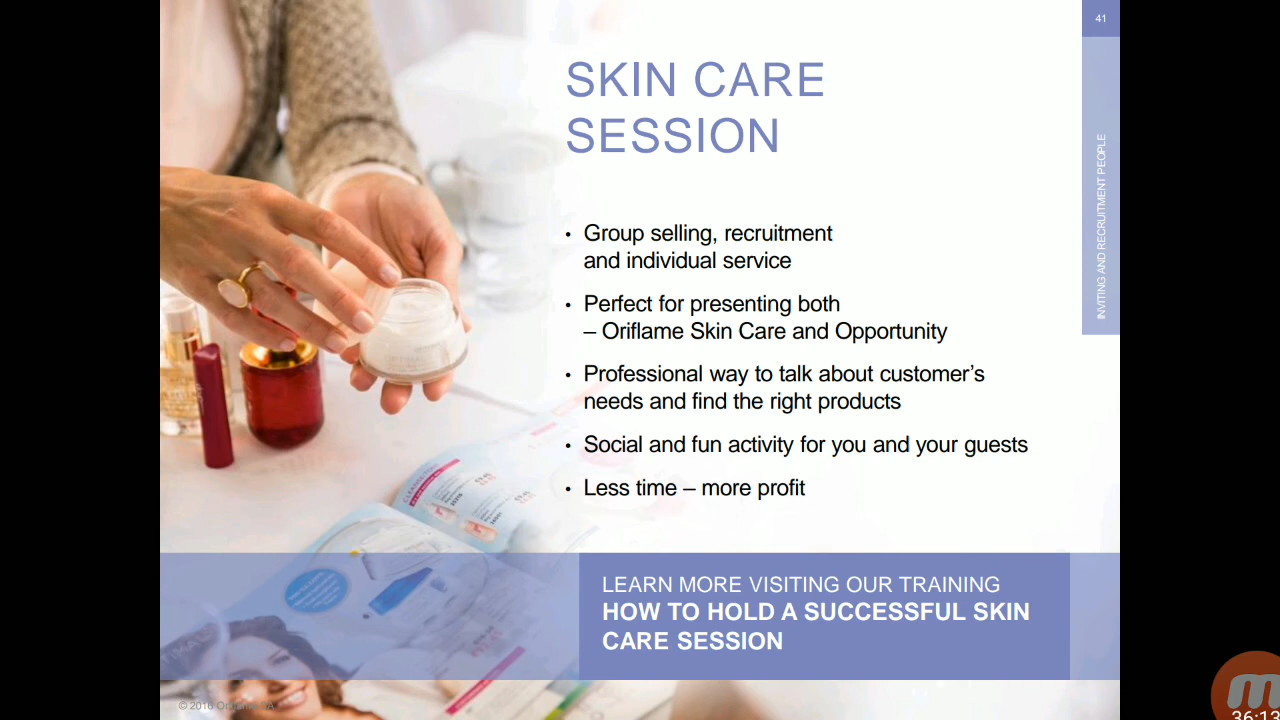 41
INVITING AND RECRUITMENT PEOPLE
SKIN CARE
SESSION
• Group selling, recruitment
and individual service
• Perfect for presenting both
– Oriflame Skin Care and Opportunity
• Professional way to talk about customer’s
needs and find the right products
• Social and fun activity for you and your guests
• Less time – more profit
LEARN MORE VISITING OUR TRAINING
HOW TO HOLD A SUCCESSFUL SKIN
CARE SESSION
© 2016